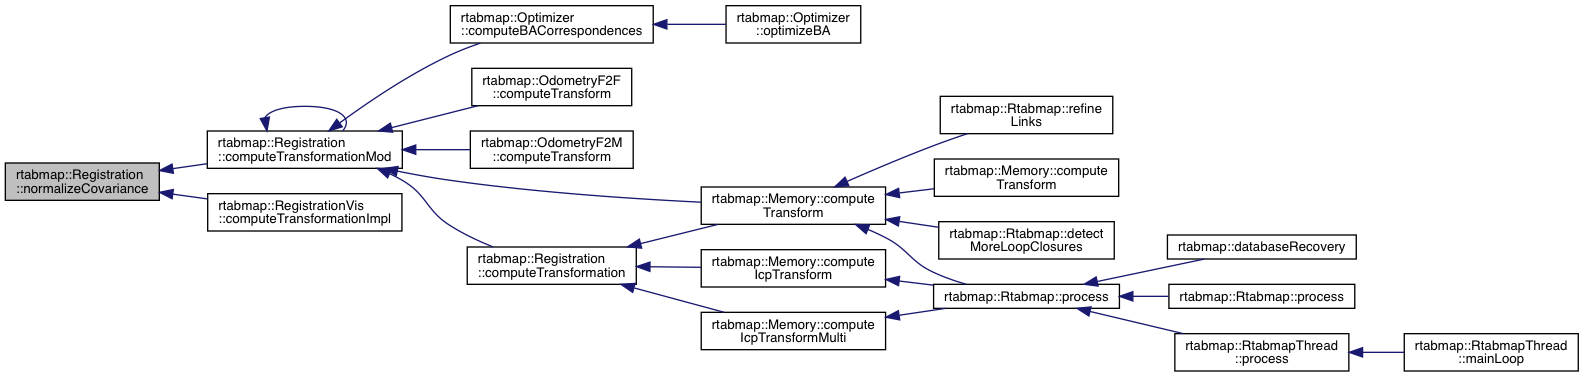 rtabmap::Optimizer
::computeBACorrespondences
rtabmap::Optimizer
::optimizeBA
rtabmap::OdometryF2F
::computeTransform
rtabmap::Registration
::computeTransformationMod
rtabmap::OdometryF2M
::computeTransform
rtabmap::Registration
::normalizeCovariance
rtabmap::RegistrationVis
::computeTransformationImpl
rtabmap::Rtabmap::refine
Links
rtabmap::Memory::compute
Transform
rtabmap::Memory::compute
Transform
rtabmap::Rtabmap::detect
MoreLoopClosures
rtabmap::Registration
::computeTransformation
rtabmap::Memory::compute
IcpTransform
rtabmap::databaseRecovery
rtabmap::Rtabmap::process
rtabmap::Rtabmap::process
rtabmap::Memory::compute
IcpTransformMulti
rtabmap::RtabmapThread
::process
rtabmap::RtabmapThread
::mainLoop